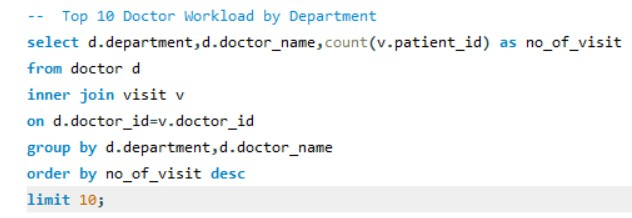 --  Top 10 Doctor Workload by Department
select d.department,d.doctor_name,count(v.patient_id) as no_of_visit
from doctor d
inner join visit v
on d.doctor_id=v.doctor_id
group by d.department,d.doctor_name
order by no_of_visit desc
limit 10;